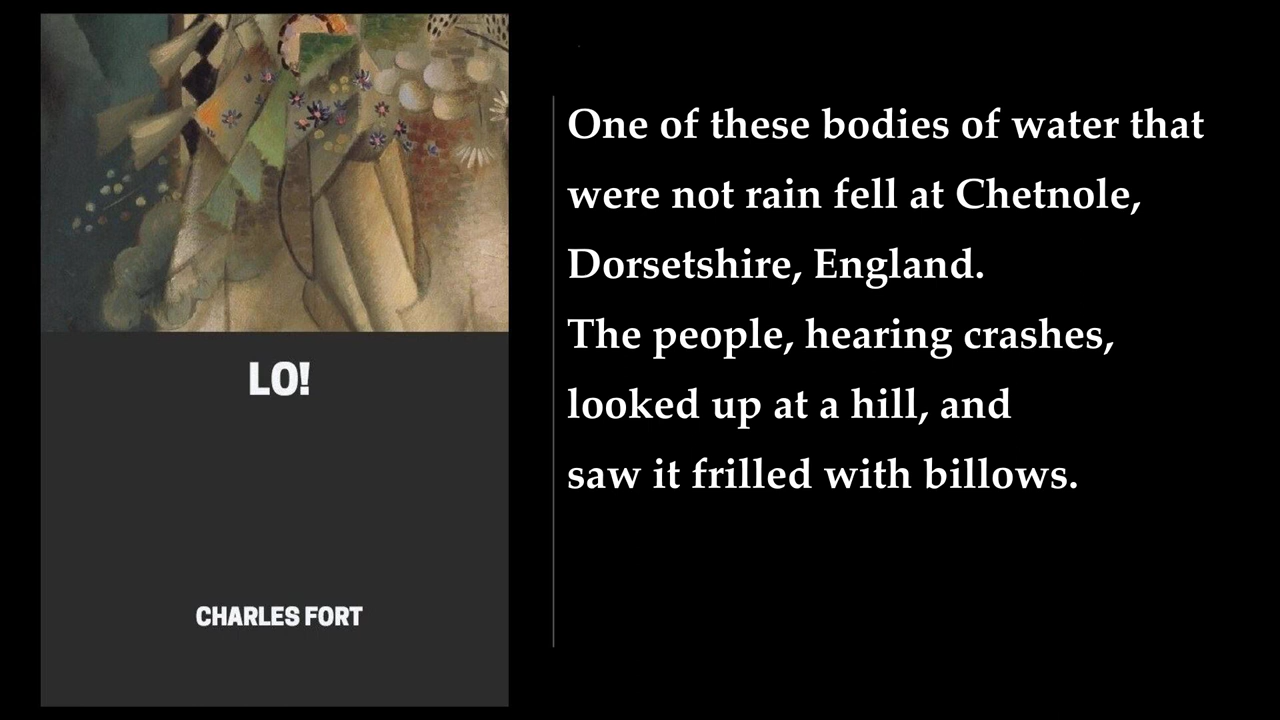 LO!
CHARLES FORT
One of these bodies of water that
were not rain fell at Chetnole,
Dorsetshire, England.
The people, hearing crashes,
looked up at a hill, and
saw it frilled with billows.